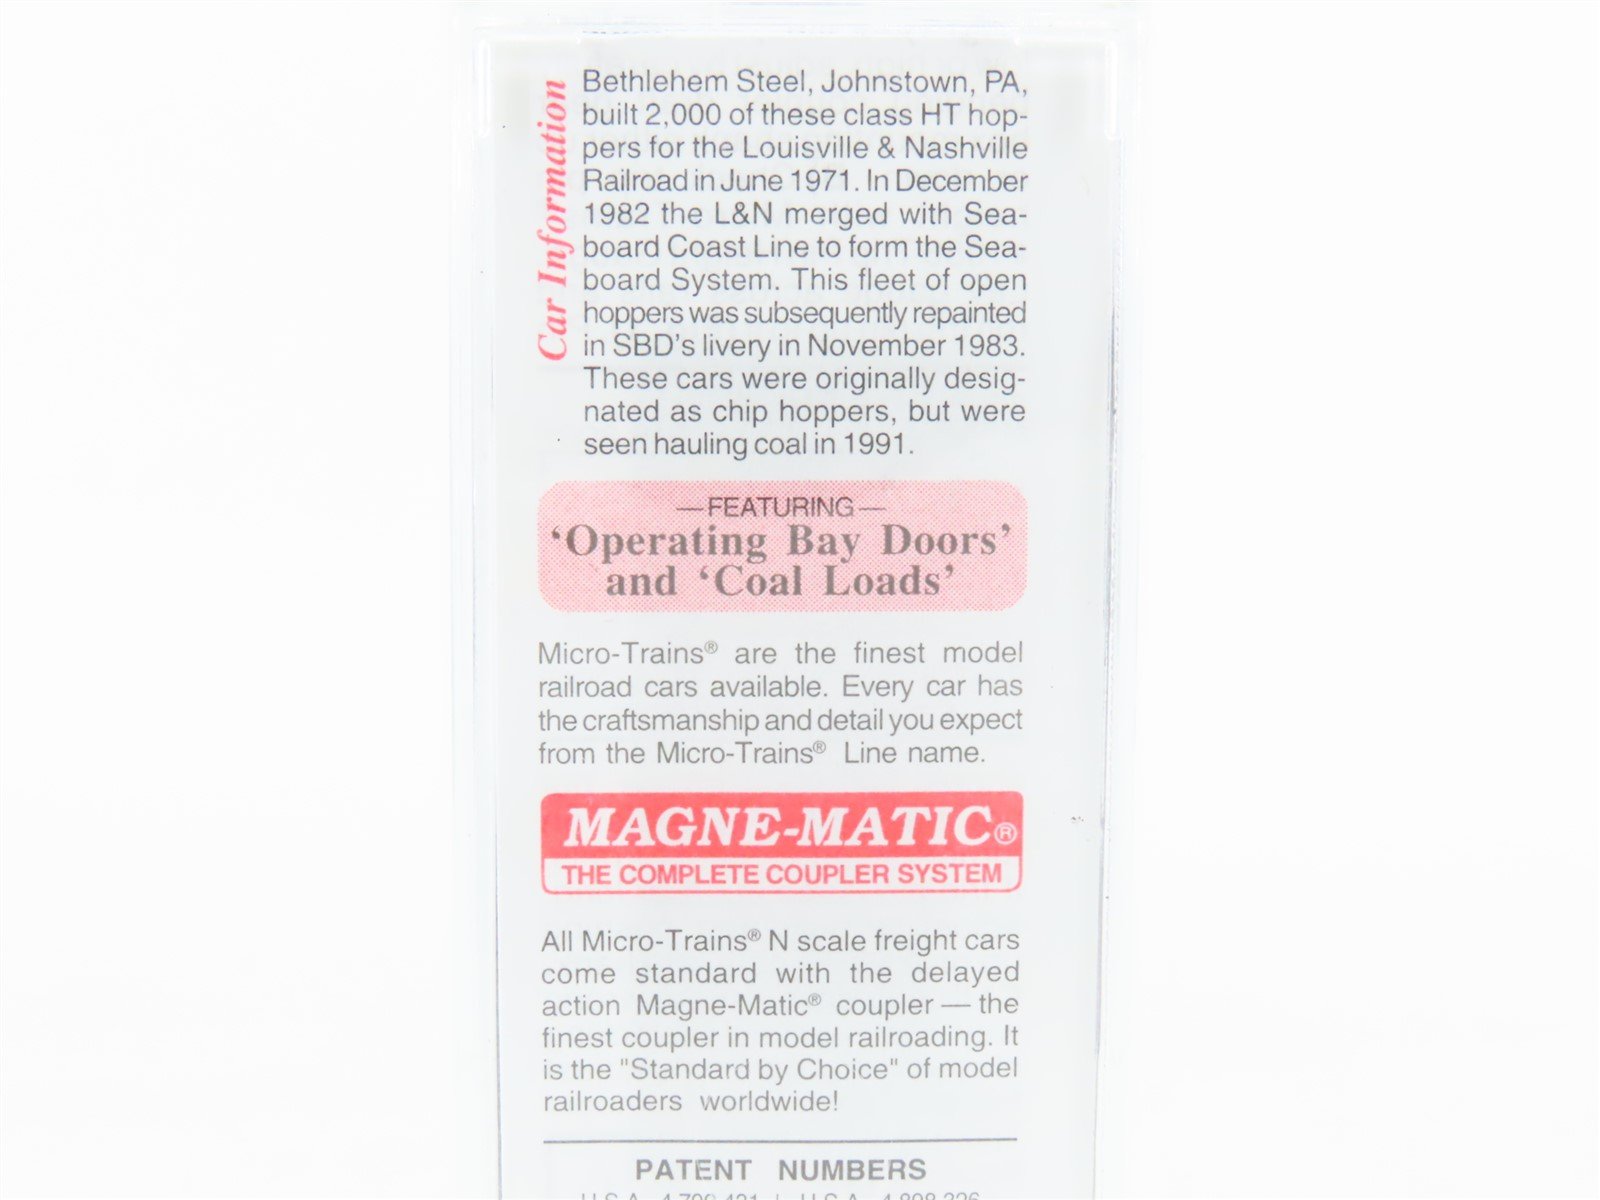 Car Information
Bethlehem Steel, Johnstown, PA,
built 2,000 of these class HT hop-
pers for the Louisville & Nashville
Railroad in June 1971. In December
1982 the L&N merged with Sea-
board Coast Line to form the Sea-
board System. This fleet of open
hoppers was subsequently repainted
in SBD's livery in November 1983.
These cars were originally desig-
nated as chip hoppers, but were
seen hauling coal in 1991.
—FEATURING—
'Operating Bay Doors'
and 'Coal Loads'
Micro-Trains® are the finest model
railroad cars available. Every car has
the craftsmanship and detail you expect
from the Micro-Trains® Line name.
MAGNE-MATIC®
THE COMPLETE COUPLER SYSTEM
All Micro-Trains® N scale freight cars
come standard with the delayed
action Magne-Matic® coupler — the
finest coupler in model railroading. It
is the "Standard by Choice" of model
railroaders worldwide!
PATENT NUMBERS